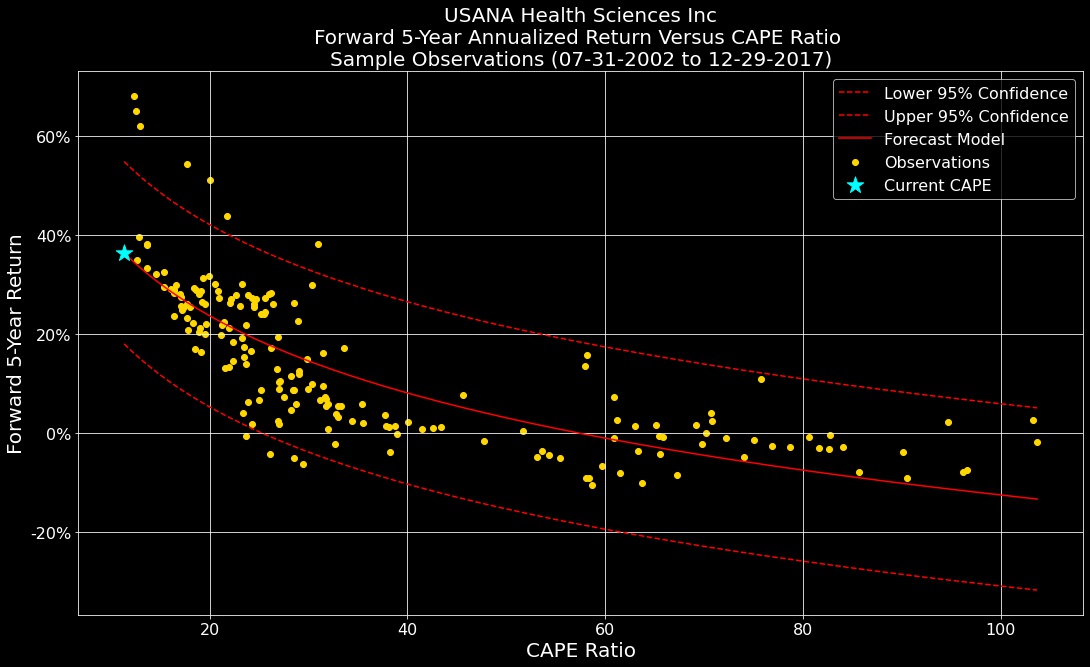 USANA Health Sciences Inc
Forward 5-Year Annualized Return Versus CAPE Ratio
Sample Observations (07-31-2002 to 12-29-2017)
Lower 95% Confidence
Upper 95% Confidence
Forecast Model
Observations
Current CAPE
Forward 5-Year Return
60%
40%
20%
0%
-20%
20
40
60
80
100
CAPE Ratio